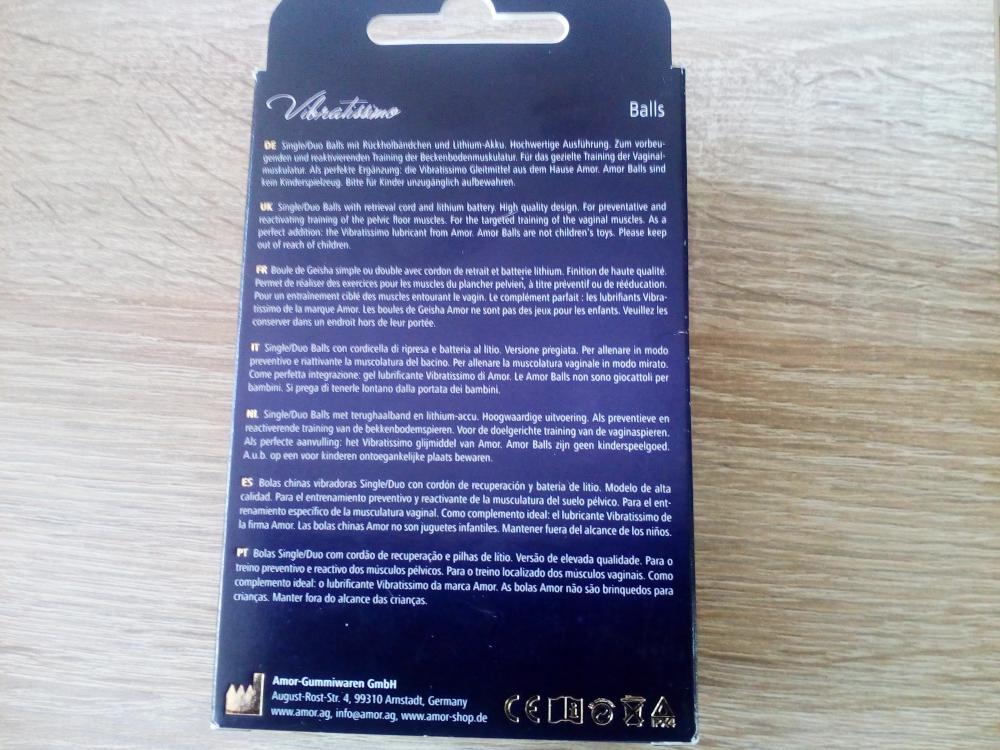 Vibratissimo Balls
DE Single/Duo Balls mit Rückholbändchen und Lithium-Akku. Hochwertige Ausführung. Zum vorbeu-
genden und reaktivierenden Training der Beckenbodenmuskulatur. Für das gezielte Training der Vaginal-
muskulatur. Als perfekte Ergänzung: die Vibratissimo Gleitmittel aus dem Hause Amor. Amor Balls sind
kein Kinderspielzeug. Bitte für Kinder unzugänglich aufbewahren.
UK Single/Duo Balls with retrieval cord and lithium battery. High quality design. For preventative and
reactivating training of the pelvic floor muscles. For the targeted training of the vaginal muscles. As a
perfect addition: the Vibratissimo lubricant from Amor. Amor Balls are not children's toys. Please keep
out of reach of children.
FR Boule de Geisha simple ou double avec cordon de retrait et batterie lithium. Finition de haute qualité.
Permet de réaliser des exercices pour les muscles du plancher pelvien, à titre préventif ou de rééducation.
Pour un entraînement ciblé des muscles entourant le vagin. Le complément parfait : les lubrifiants Vibra-
tissimo de la marque Amor. Les boules de Geisha Amor ne sont pas des jeux pour les enfants. Veuillez les
conserver dans un endroit hors de leur portée.
IT Single/Duo Balls con cordicella di ripresa e batteria al litio. Versione pregiata. Per allenare in modo
preventivo e riattivante la muscolatura del bacino. Per allenare la muscolatura vaginale in modo mirato.
Come perfetta integrazione: gel lubrificante Vibratissimo di Amor. Le Amor Balls non sono giocattoli per
bambini. Si prega di tenerle lontano dalla portata dei bambini.
NL Single/Duo Balls met terughaalband en lithium-accu. Hoogwaardige uitvoering. Als preventieve en
reactiverende training van de bekkenbodemspieren. Voor de doelgerichte training van de vaginaspieren.
Als perfecte aanvulling: het Vibratissimo glijmiddel van Amor. Amor Balls zijn geen kinderspeelgoed.
A.u.b. op een voor kinderen ontoegankelijke plaats bewaren.
ES Bolas chinas vibradoras Single/Duo con cordón de recuperación y bateria de litio. Modelo de alta
calidad. Para el entrenamiento preventivo y reactivante de la musculatura del suelo pélvico. Para el ent-
renamiento específico de la musculatura vaginal. Como complemento ideal: el lubricante Vibratissimo de
la firma Amor. Las bolas chinas Amor no son juguetes infantiles. Mantener fuera del alcance de los niños.
PT Bolas Single/Duo com cordão de recuperação e pilhas de lítio. Versão de elevada qualidade. Para o
treino preventivo e reactivo dos músculos pélvicos. Para o treino localizado dos músculos vaginais. Como
complemento ideal: o lubrificante Vibratissimo da marca Amor. As bolas Amor não são brinquedos para
crianças. Manter fora do alcance das crianças.
Amor-Gummiwaren GmbH
August-Rost-Str. 4, 99310 Arnstadt, Germany
www.amor.ag, info@amor.ag, www.amor-shop.de
CE